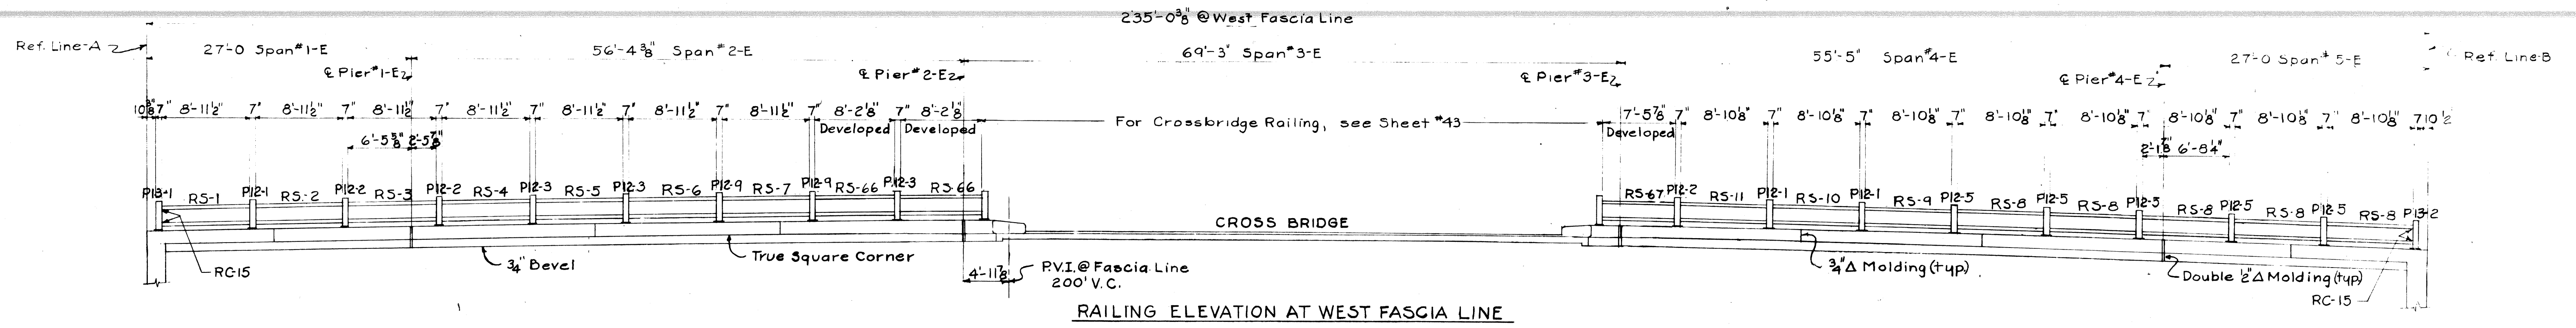 235'-0⅜" @ West Fascia Line
Ref. Line-A
27'-0 Span #1-E
56'-4⅜" Span #2-E
69'-3" Span #3-E
55'-5" Span #4-E
27'-0 Span #5-E
Ref. Line-B
℄ Pier #1-E
℄ Pier #2-E
℄ Pier #3-E
℄ Pier #4-E
10⅜" 7" 8'-11½" 7" 8'-11½" 7" 8'-11½" 7" 8'-11½" 7" 8'-11½" 7" 8'-11½" 7" 8'-11½" 7" 8'-2⅛" 7" 8'-2⅛"
For Crossbridge Railing, see Sheet #43
7'-5⅞" 7" 8'-10⅛" 7" 8'-10⅛" 7" 8'-10⅛" 7" 8'-10⅛" 7" 8'-10⅛" 7" 8'-10⅛" 7" 8'-10⅛" 7" 8'-10⅛" 7 10½
Developed Developed
Developed
6'-5⅝" 2'-5⅞"
2'-1⅞" 6'-8¼"
P13-1 RS-1 P12-1 RS-2 P12-2 RS-3 P12-2 RS-4 P12-3 RS-5 P12-3 RS-6 P12-9 RS-7 P12-9 RS-66 P12-3 RS-66
RS-67 P12-2 RS-11 P12-1 RS-10 P12-1 RS-9 P12-5 RS-8 P12-5 RS-8 P12-5 RS-8 P12-5 RS-8 P12-5 RS-8 P13-2
CROSS BRIDGE
RC-15
¾" Bevel
True Square Corner
4'-11⅞"
P.V.I. @ Fascia Line
200' V.C.
¾" Δ Molding (typ)
Double ½" Δ Molding (typ)
RC-15
RAILING ELEVATION AT WEST FASCIA LINE